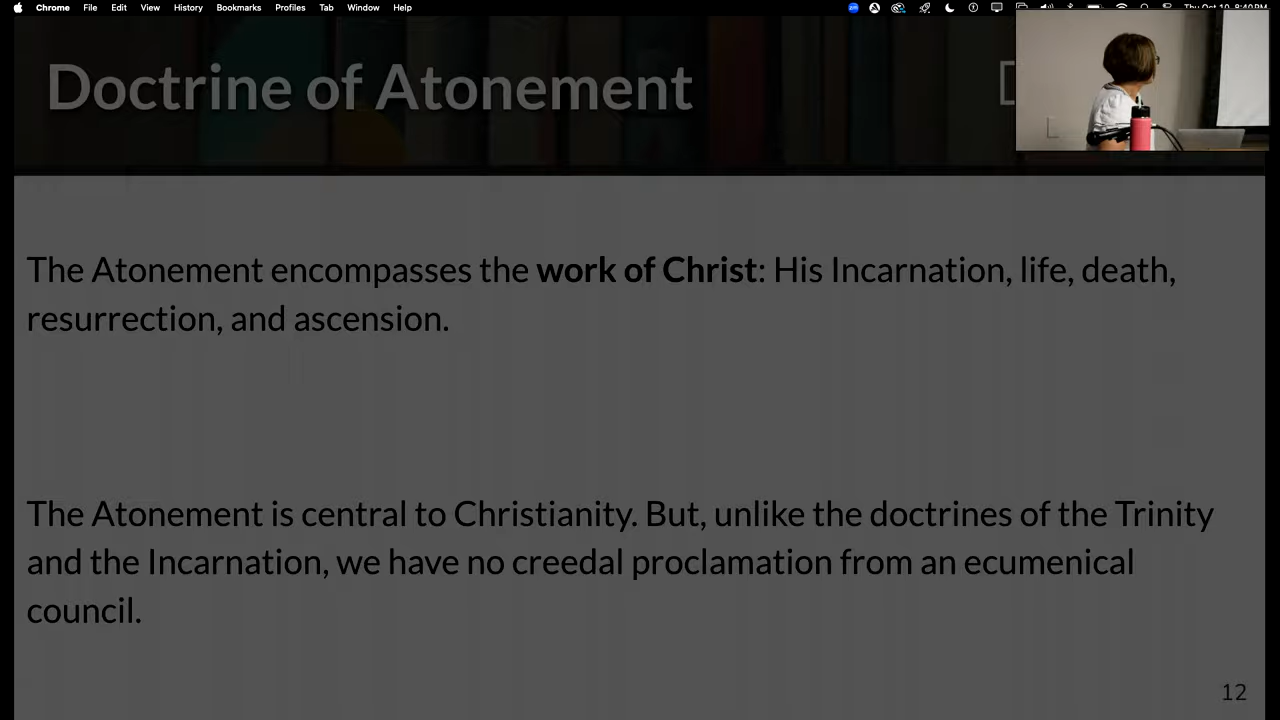 Chrome File Edit View History Bookmarks Profiles Tab Window Help
Doctrine of Atonement
The Atonement encompasses the work of Christ: His Incarnation, life, death,
resurrection, and ascension.
The Atonement is central to Christianity. But, unlike the doctrines of the Trinity
and the Incarnation, we have no creedal proclamation from an ecumenical
council.
12